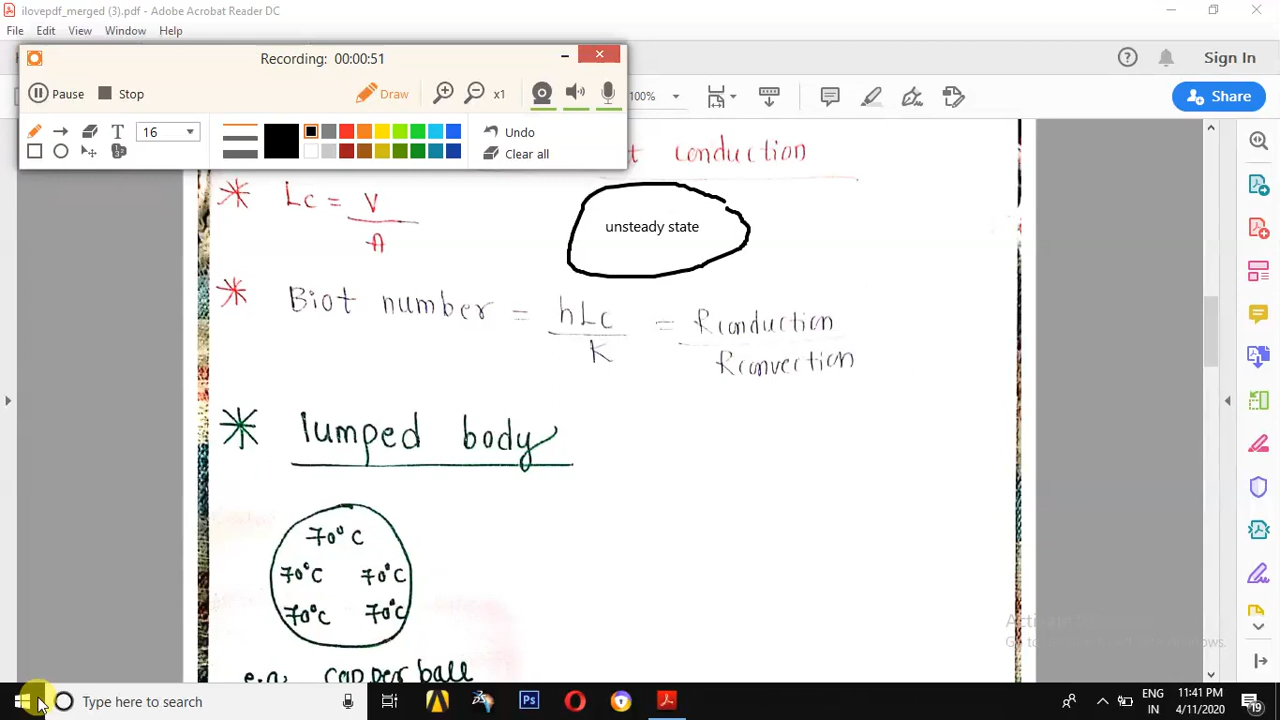 ilovepdf_merged (3).pdf - Adobe Acrobat Reader DC
File Edit View Window Help
Recording: 00:00:51
Sign In
Pause Stop Draw x1
100%
Share
16
Undo
Clear all
conduction
* Lc = V
A
unsteady state
* Biot number = hLc = Rconduction
K Rconvection
* lumped body
70°C
70°C 70°C
70°C 70°C
e.g. copper ball
Type here to search
ENG
IN
11:41 PM
4/11/2020
19